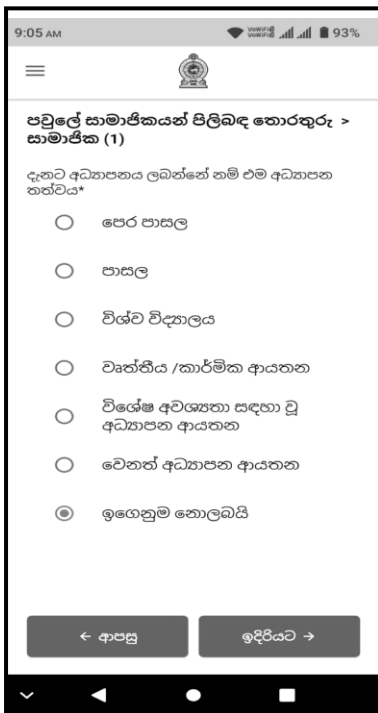 9:05 AM VoWiFi VoWiFi 93%
පවුලේ සාමාජිකයන් පිලිබඳ තොරතුරු >
සාමාජික (1)
දැනට අධ්‍යාපනය ලබන්නේ නම් එම අධ්‍යාපන
තත්වය*
පෙර පාසල
පාසල
විශ්ව විද්‍යාලය
වෘත්තීය /කාර්මික ආයතන
විශේෂ අවශ්‍යතා සඳහා වූ
අධ්‍යාපන ආයතන
වෙනත් අධ්‍යාපන ආයතන
ඉගෙනුම නොලබයි
← ආපසු
ඉදිරියට →